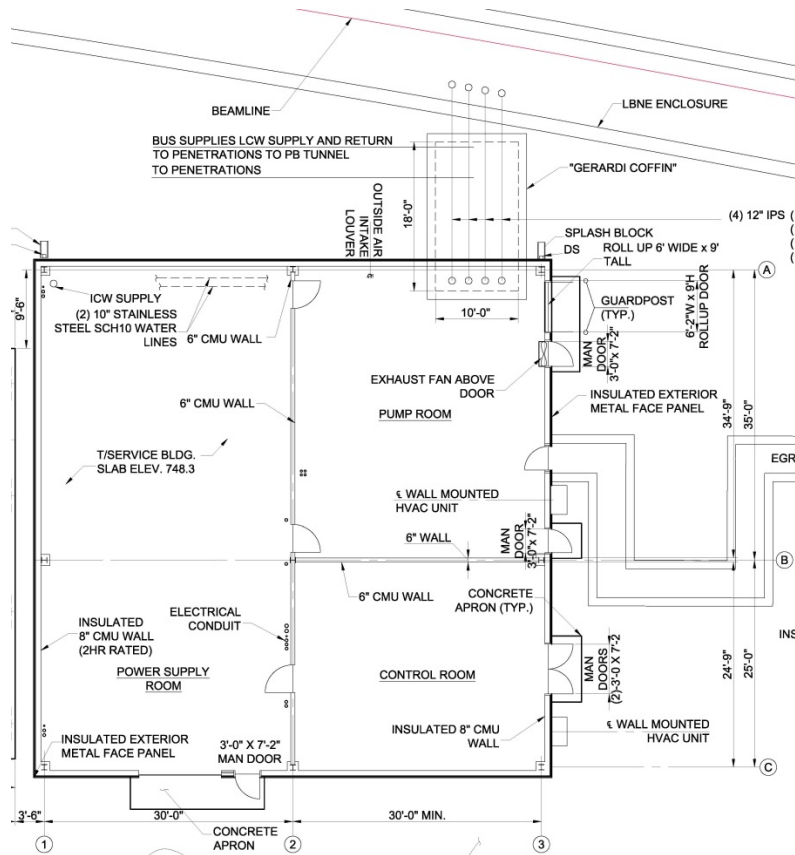 BEAMLINE
LBNE ENCLOSURE
BUS SUPPLIES LCW SUPPLY AND RETURN
TO PENETRATIONS TO PB TUNNEL
TO PENETRATIONS
"GERARDI COFFIN"
18'-0"
OUTSIDE AIR
INTAKE
LOUVER
(4) 12" IPS (
(
(
(
SPLASH BLOCK
DS
ROLL UP 6' WIDE x 9'
TALL
A
ICW SUPPLY
(2) 10" STAINLESS
STEEL SCH10 WATER
LINES
9'-6"
6" CMU WALL
10'-0"
GUARDPOST
(TYP.)
6'-2"W x 9'H
ROLLUP DOOR
MAN
DOOR
3'-0"x 7'-2"
EXHAUST FAN ABOVE
DOOR
INSULATED EXTERIOR
METAL FACE PANEL
6" CMU WALL
PUMP ROOM
34'-9"
35'-0"
T/SERVICE BLDG.
SLAB ELEV. 748.3
EGR
℄ WALL MOUNTED
HVAC UNIT
6" WALL
MAN
DOOR
3'-0"x 7'-2"
B
6" CMU WALL
CONCRETE
APRON (TYP.)
INSULATED
8" CMU WALL
(2HR RATED)
ELECTRICAL
CONDUIT
INS
POWER SUPPLY
ROOM
CONTROL ROOM
MAN
DOORS
(2)-3'-0 X 7'-2
24'-9"
25'-0"
INSULATED 8" CMU
WALL
℄ WALL MOUNTED
HVAC UNIT
INSULATED EXTERIOR
METAL FACE PANEL
3'-0" X 7'-2"
MAN DOOR
C
3'-6"
30'-0"
30'-0" MIN.
CONCRETE
APRON
1
2
3